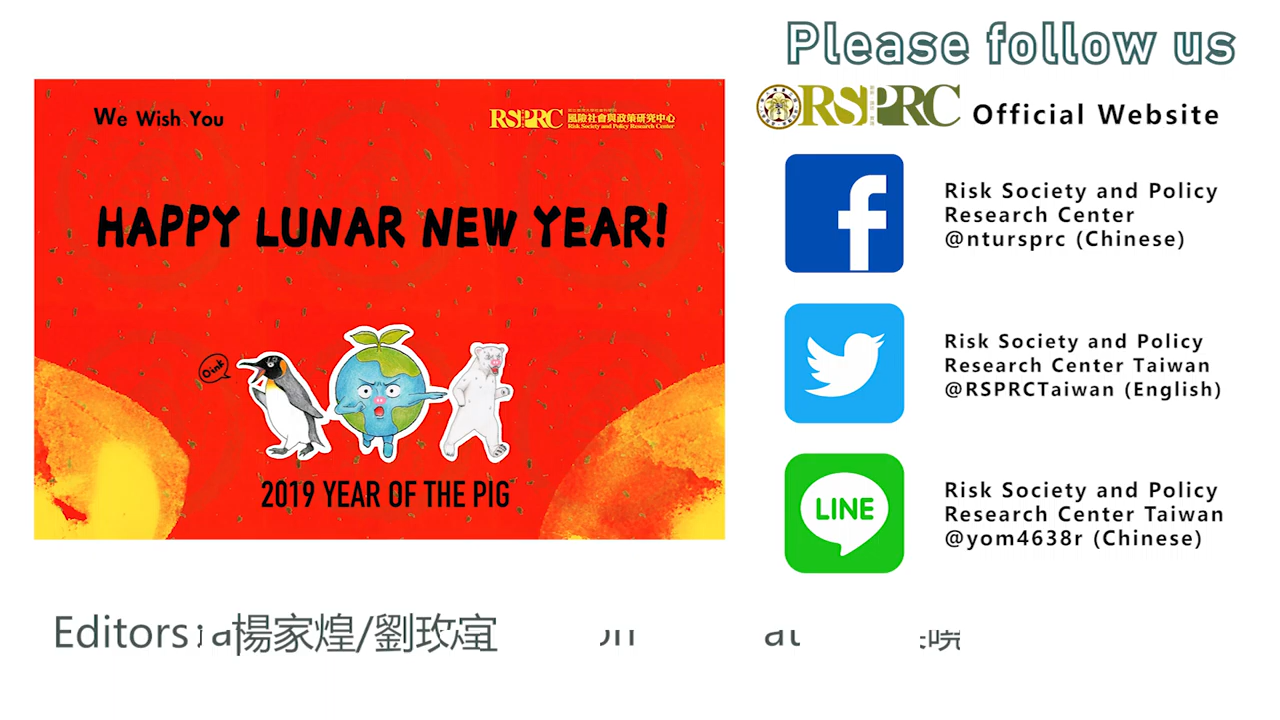 Please follow us
We Wish You
RSPRC 風險社會與政策研究中心
Risk Society and Policy Research Center
HAPPY LUNAR NEW YEAR!
Oink
2019 YEAR OF THE PIG
RSPRC Official Website
Risk Society and Policy
Research Center
@ntursprc (Chinese)
Risk Society and Policy
Research Center Taiwan
@RSPRCTaiwan (English)
LINE
Risk Society and Policy
Research Center Taiwan
@yom4638r (Chinese)
Editors: 楊家煌/劉玫宜